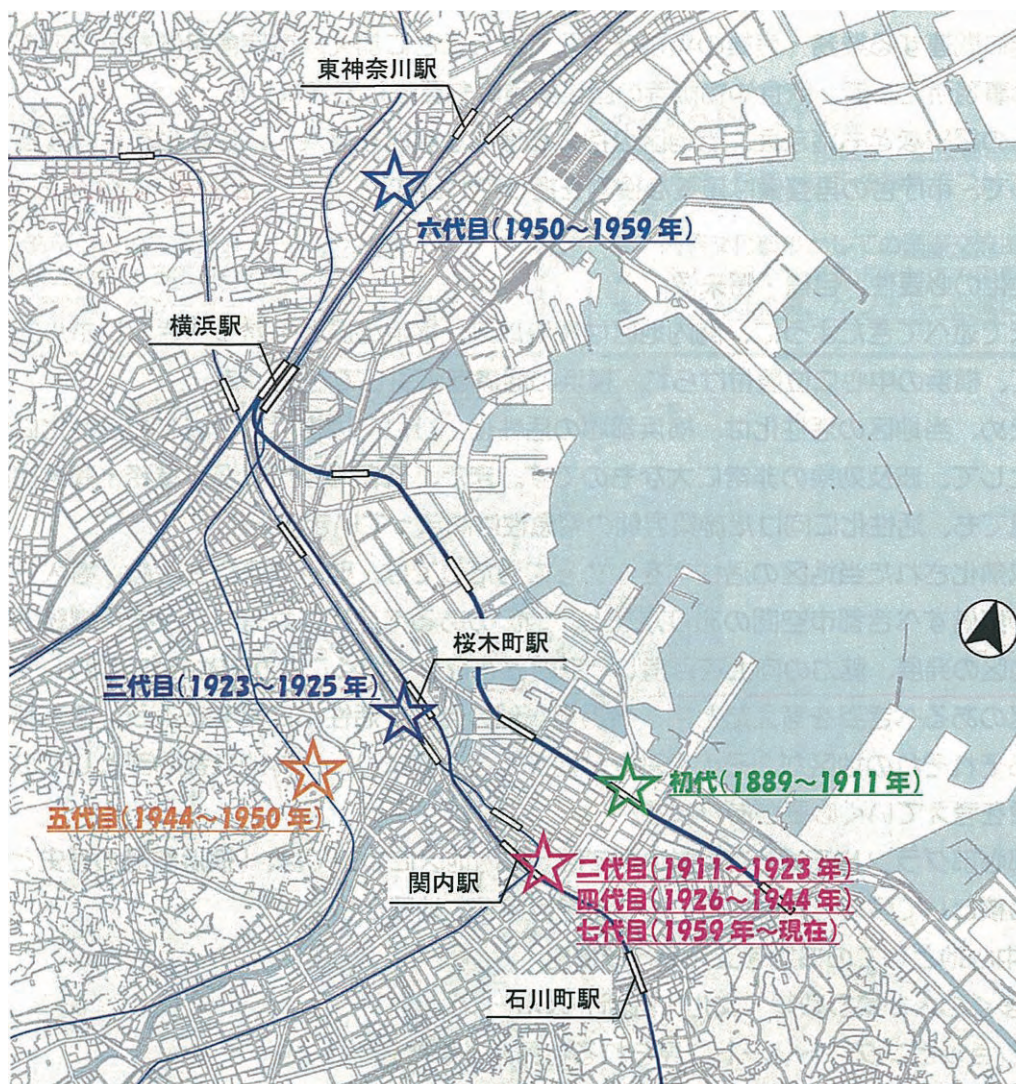 東神奈川駅
六代目(1950～1959年)
横浜駅
桜木町駅
三代目(1923～1925年)
初代(1889～1911年)
五代目(1944～1950年)
関内駅
二代目(1911～1923年)
四代目(1926～1944年)
七代目(1959年～現在)
石川町駅